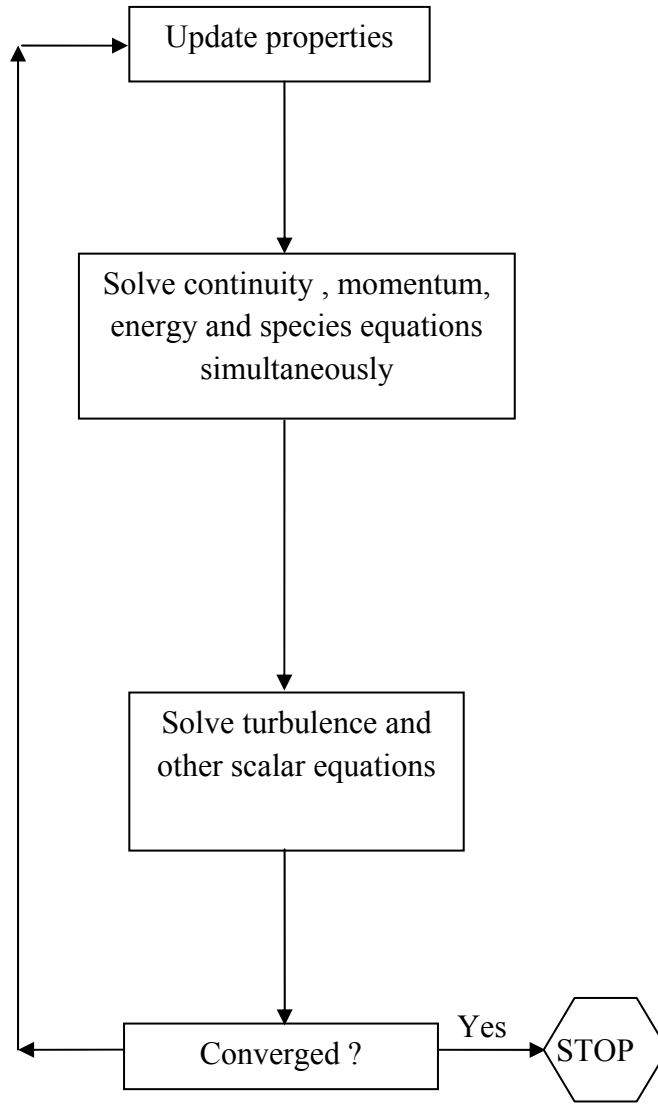 Update properties
Solve continuity , momentum,
energy and species equations
simultaneously
Solve turbulence and
other scalar equations
Converged ?
Yes
STOP